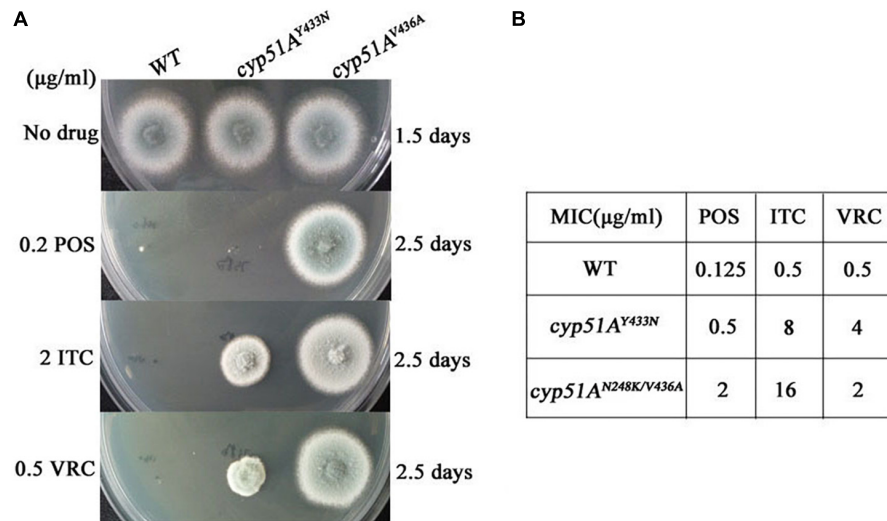 A
WT cyp51A^Y433N cyp51A^V436A
(μg/ml)
No drug 1.5 days
0.2 POS 2.5 days
2 ITC 2.5 days
0.5 VRC 2.5 days
B
MIC(μg/ml) POS ITC VRC
WT 0.125 0.5 0.5
cyp51A^Y433N 0.5 8 4
cyp51A^N248K/V436A 2 16 2